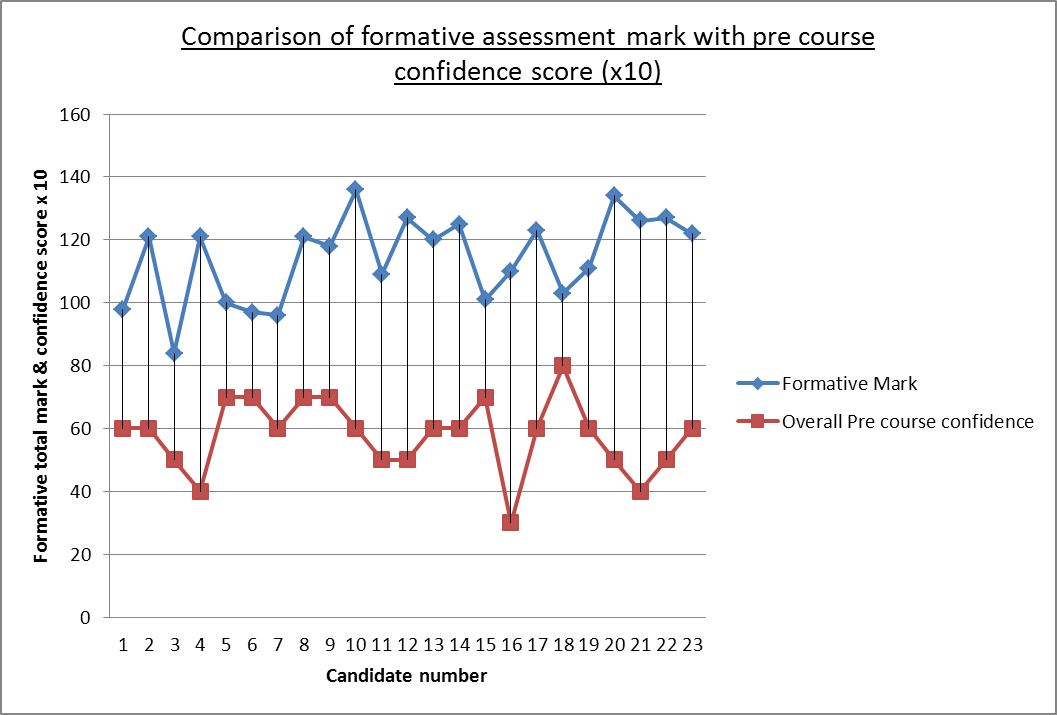 Comparison of formative assessment mark with pre course
confidence score (x10)
Formative total mark & confidence score x 10
160
140
120
100
80
60
40
20
0
1 2 3 4 5 6 7 8 9 10 11 12 13 14 15 16 17 18 19 20 21 22 23
Candidate number
Formative Mark
Overall Pre course confidence